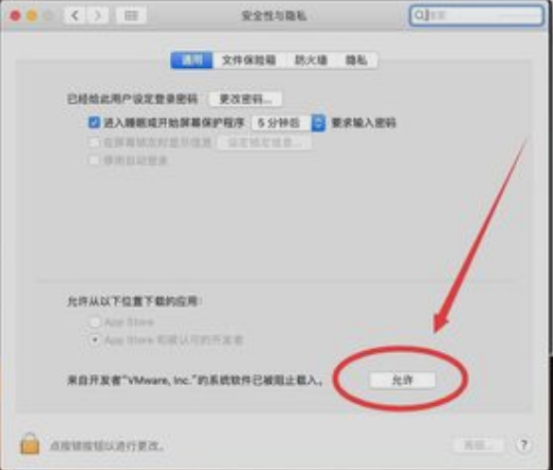 安全性与隐私
搜索
通用 文件保险箱 防火墙 隐私
已经给此用户设定登录密码 更改密码...
进入睡眠或开始屏幕保护程序 5 分钟后 要求输入密码
在屏幕锁定时显示信息 设定锁定信息...
停用自动登录
允许从以下位置下载的应用：
App Store
App Store 和被认可的开发者
来自开发者“VMware, Inc.”的系统软件已被阻止载入。 允许
点按锁按钮以进行更改。 高级... ?